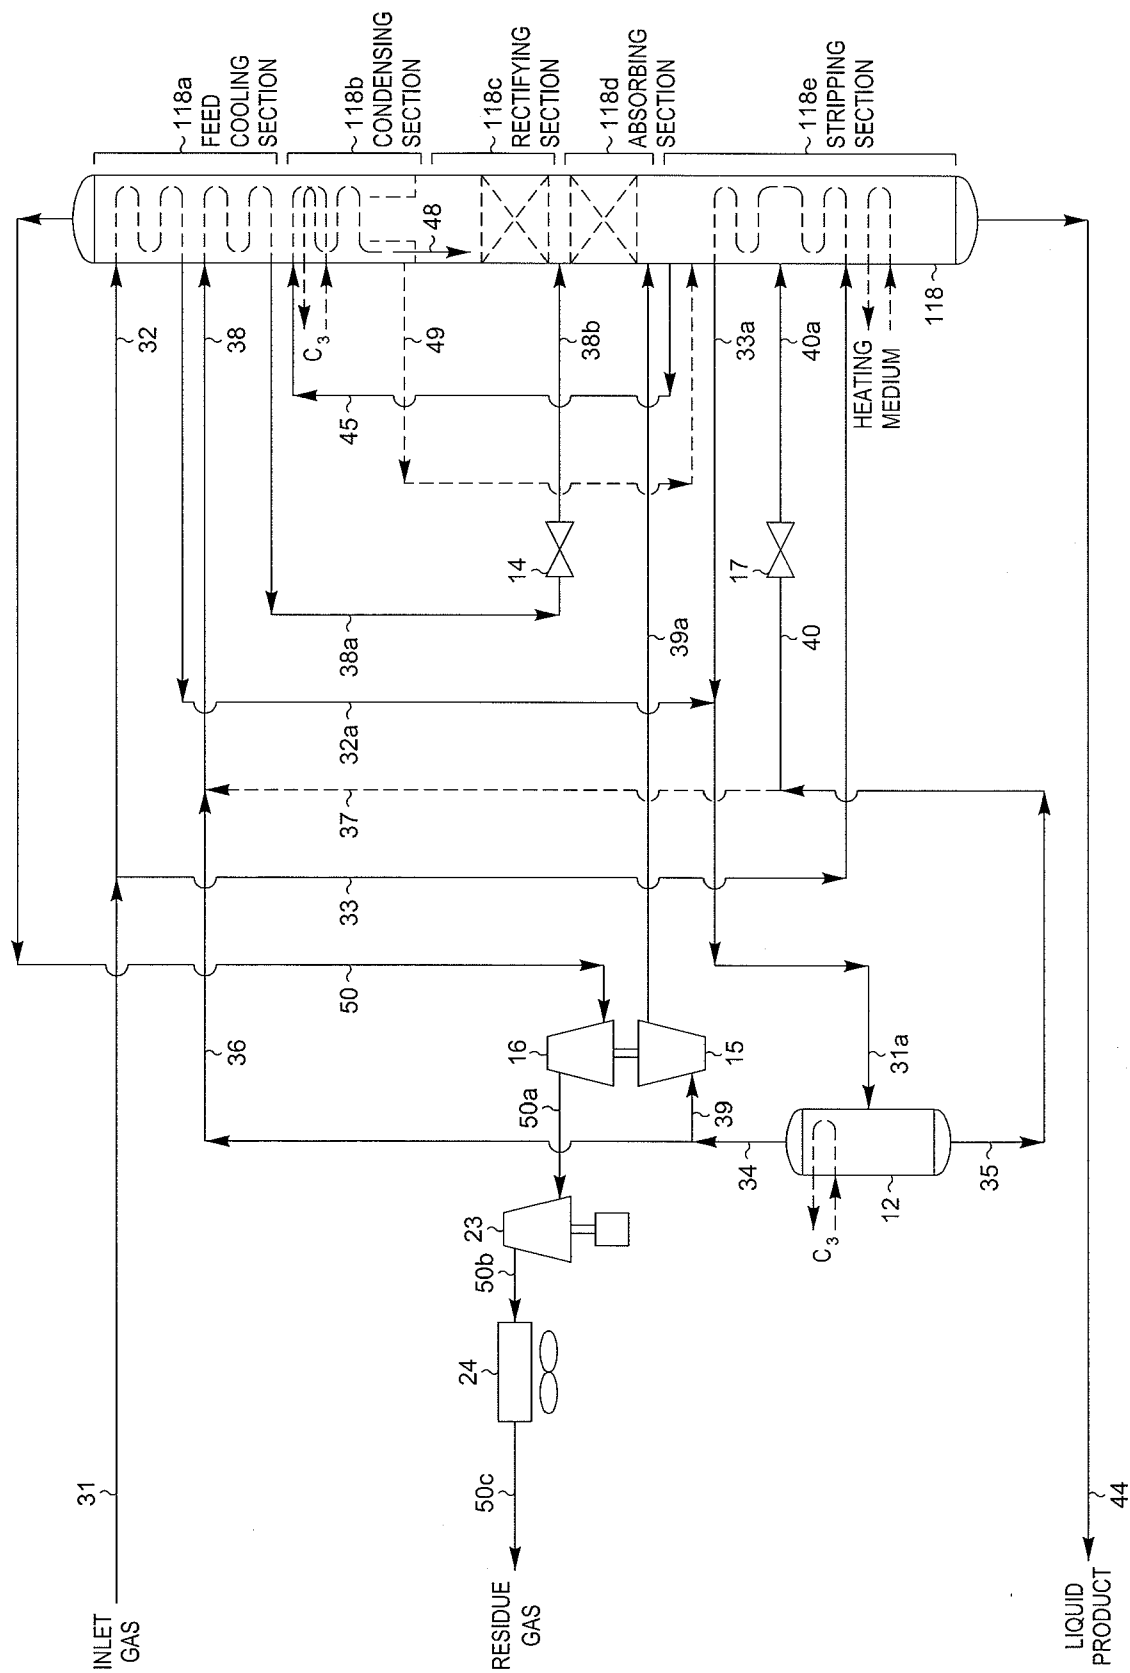 INLET
GAS
31
32
33
36
37
38
50
32a
38a
45
49
48
C3
14
38b
16
15
50a
39
39a
33a
17
40
40a
HEATING
MEDIUM
118
118a
FEED
COOLING
SECTION
118b
CONDENSING
SECTION
118c
RECTIFYING
SECTION
118d
ABSORBING
SECTION
118e
STRIPPING
SECTION
31a
34
35
12
C3
23
50b
24
50c
RESIDUE
GAS
44
LIQUID
PRODUCT